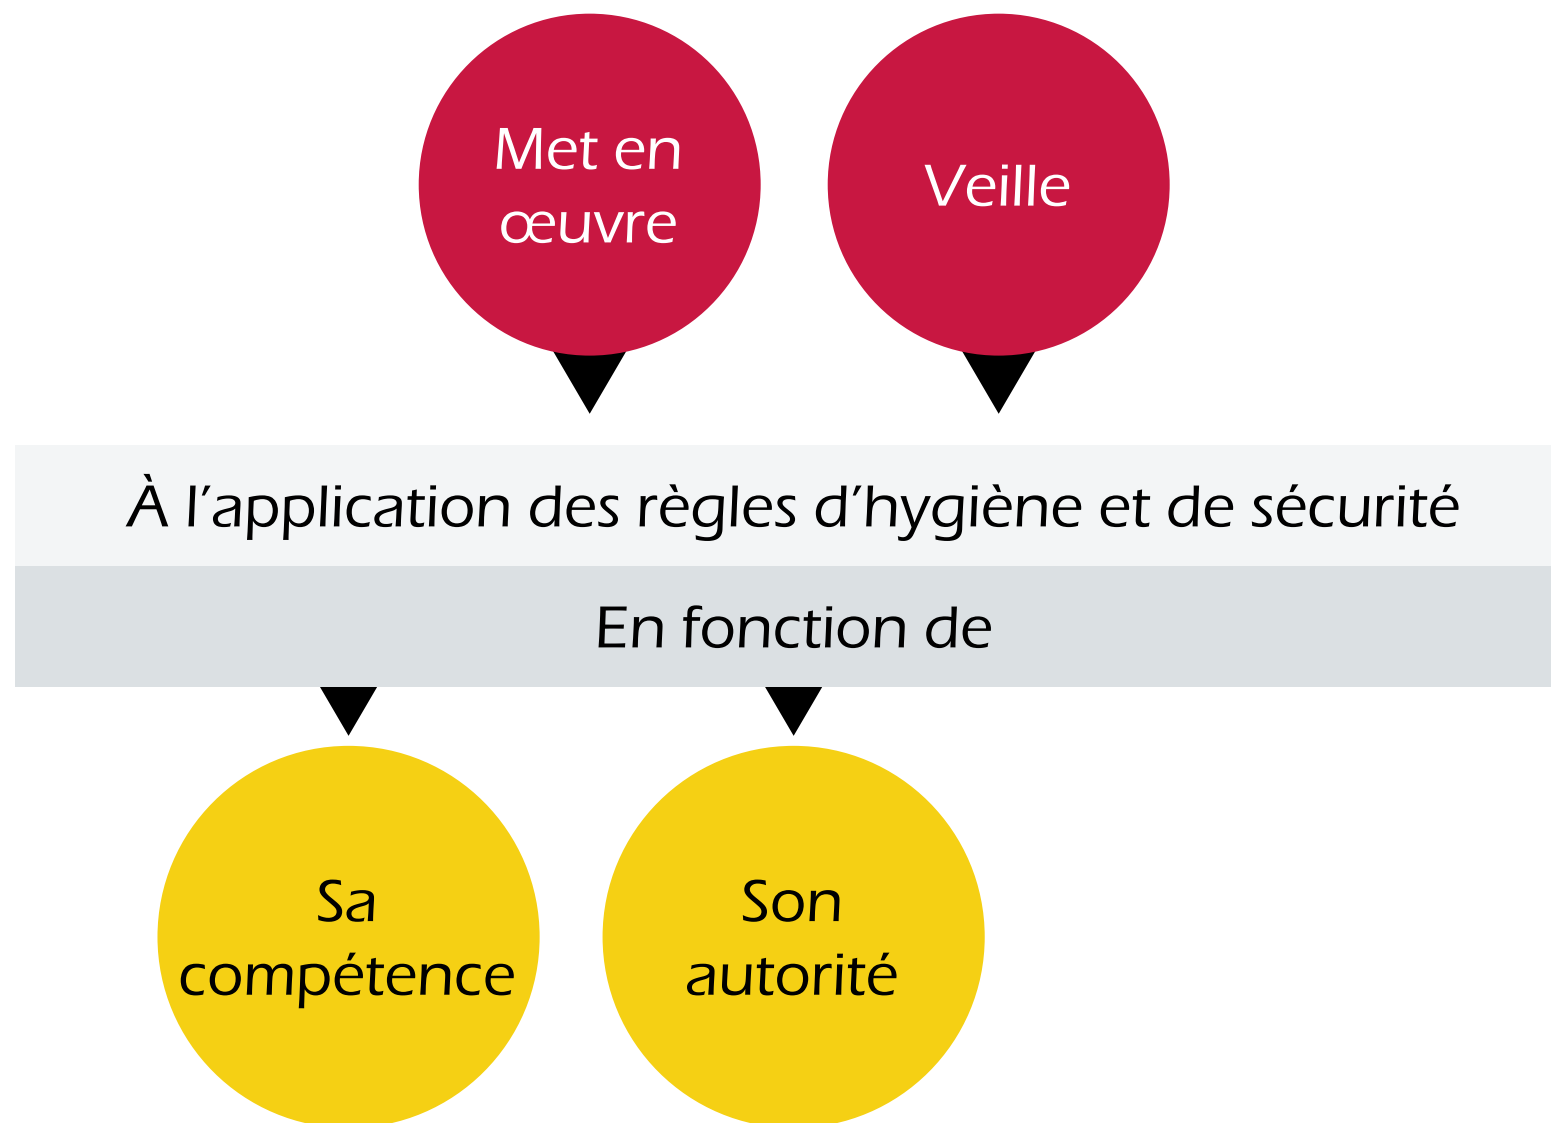 Met en
œuvre
Veille
À l’application des règles d’hygiène et de sécurité
En fonction de
Sa
compétence
Son
autorité